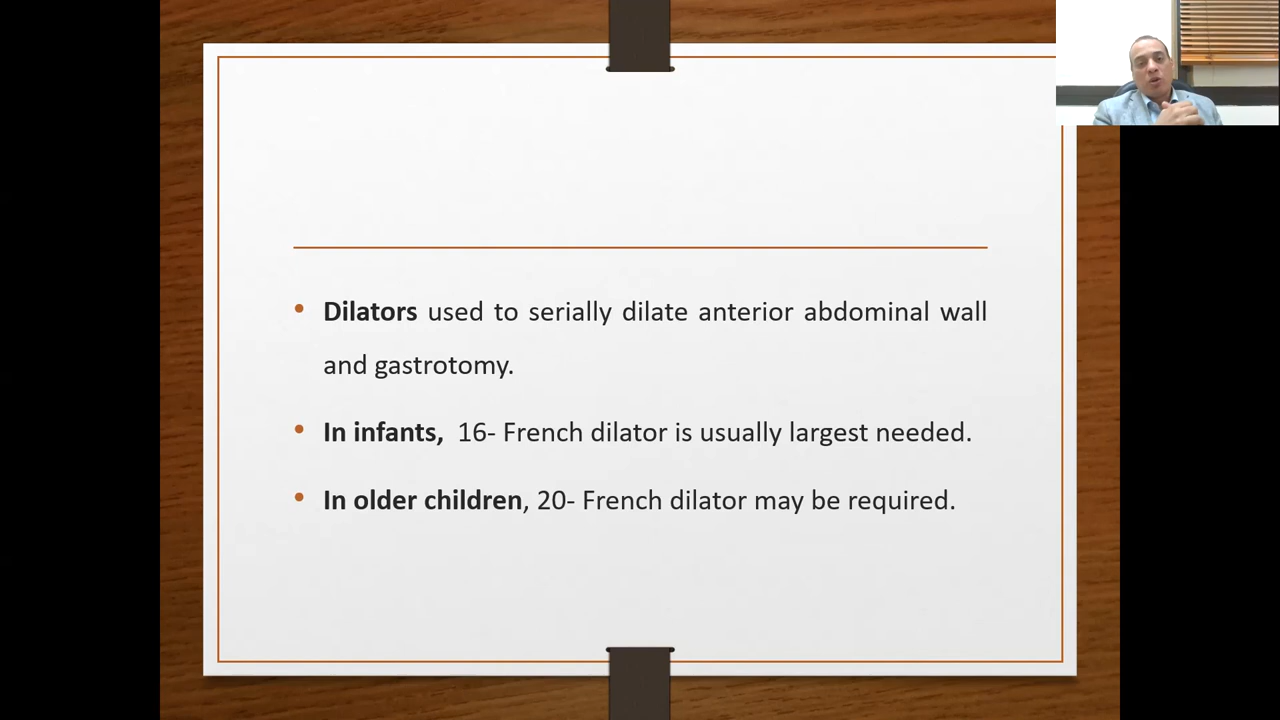 Dilators used to serially dilate anterior abdominal wall
and gastrotomy.
In infants, 16- French dilator is usually largest needed.
In older children, 20- French dilator may be required.